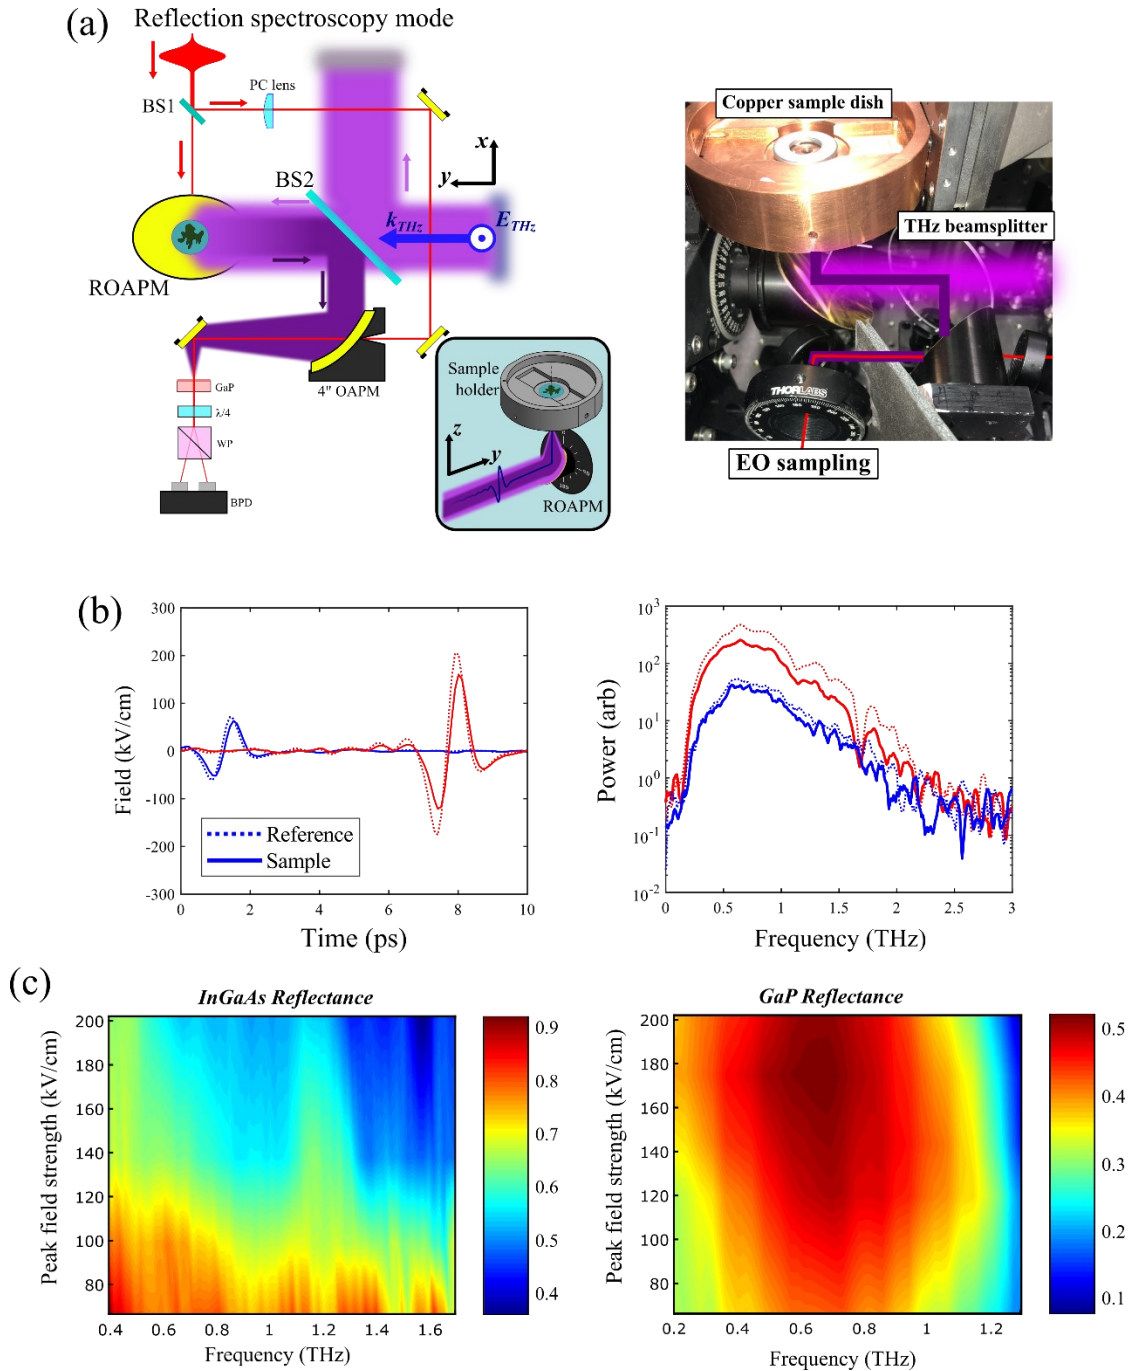 (a)
Reflection spectroscopy mode
PC lens
BS1
x
y
BS2
k_THz
E_THz
ROAPM
4" OAPM
GaP
λ/4
WP
BPD
Sample
holder
z
y
ROAPM
Copper sample dish
THz beamsplitter
THORLABS
EO sampling
(b)
Field (kV/cm)
300
200
100
0
-100
-200
-300
Reference
Sample
0 2 4 6 8 10
Time (ps)
Power (arb)
10^3
10^2
10^1
10^0
10^-1
10^-2
0 0.5 1 1.5 2 2.5 3
Frequency (THz)
(c)
InGaAs Reflectance
Peak field strength (kV/cm)
200
180
160
140
120
100
80
0.4 0.6 0.8 1 1.2 1.4 1.6
Frequency (THz)
0.9
0.8
0.7
0.6
0.5
0.4
GaP Reflectance
Peak field strength (kV/cm)
200
180
160
140
120
100
80
0.2 0.4 0.6 0.8 1 1.2
Frequency (THz)
0.5
0.4
0.3
0.2
0.1